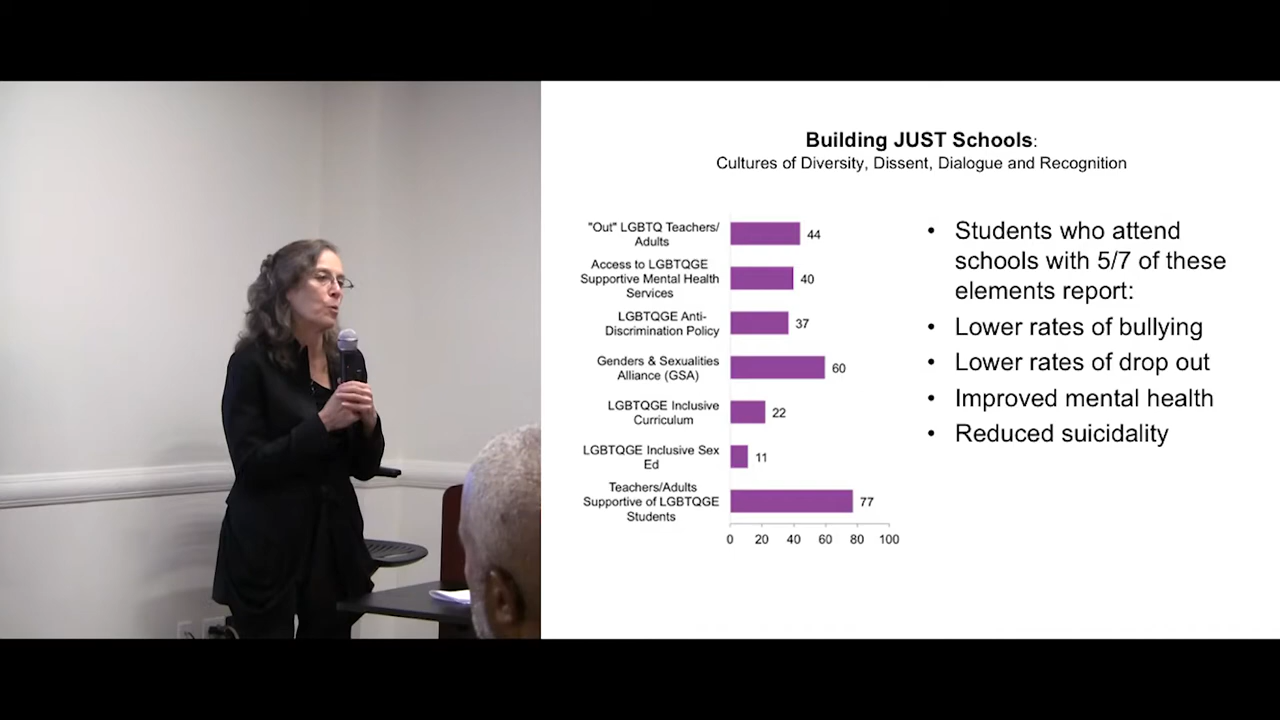 Building JUST Schools:
Cultures of Diversity, Dissent, Dialogue and Recognition
"Out" LGBTQ Teachers/
Adults
44
Access to LGBTQGE
Supportive Mental Health
Services
40
LGBTQGE Anti-
Discrimination Policy
37
Genders & Sexualities
Alliance (GSA)
60
LGBTQGE Inclusive
Curriculum
22
LGBTQGE Inclusive Sex
Ed
11
Teachers/Adults
Supportive of LGBTQGE
Students
77
0 20 40 60 80 100
• Students who attend
schools with 5/7 of these
elements report:
• Lower rates of bullying
• Lower rates of drop out
• Improved mental health
• Reduced suicidality